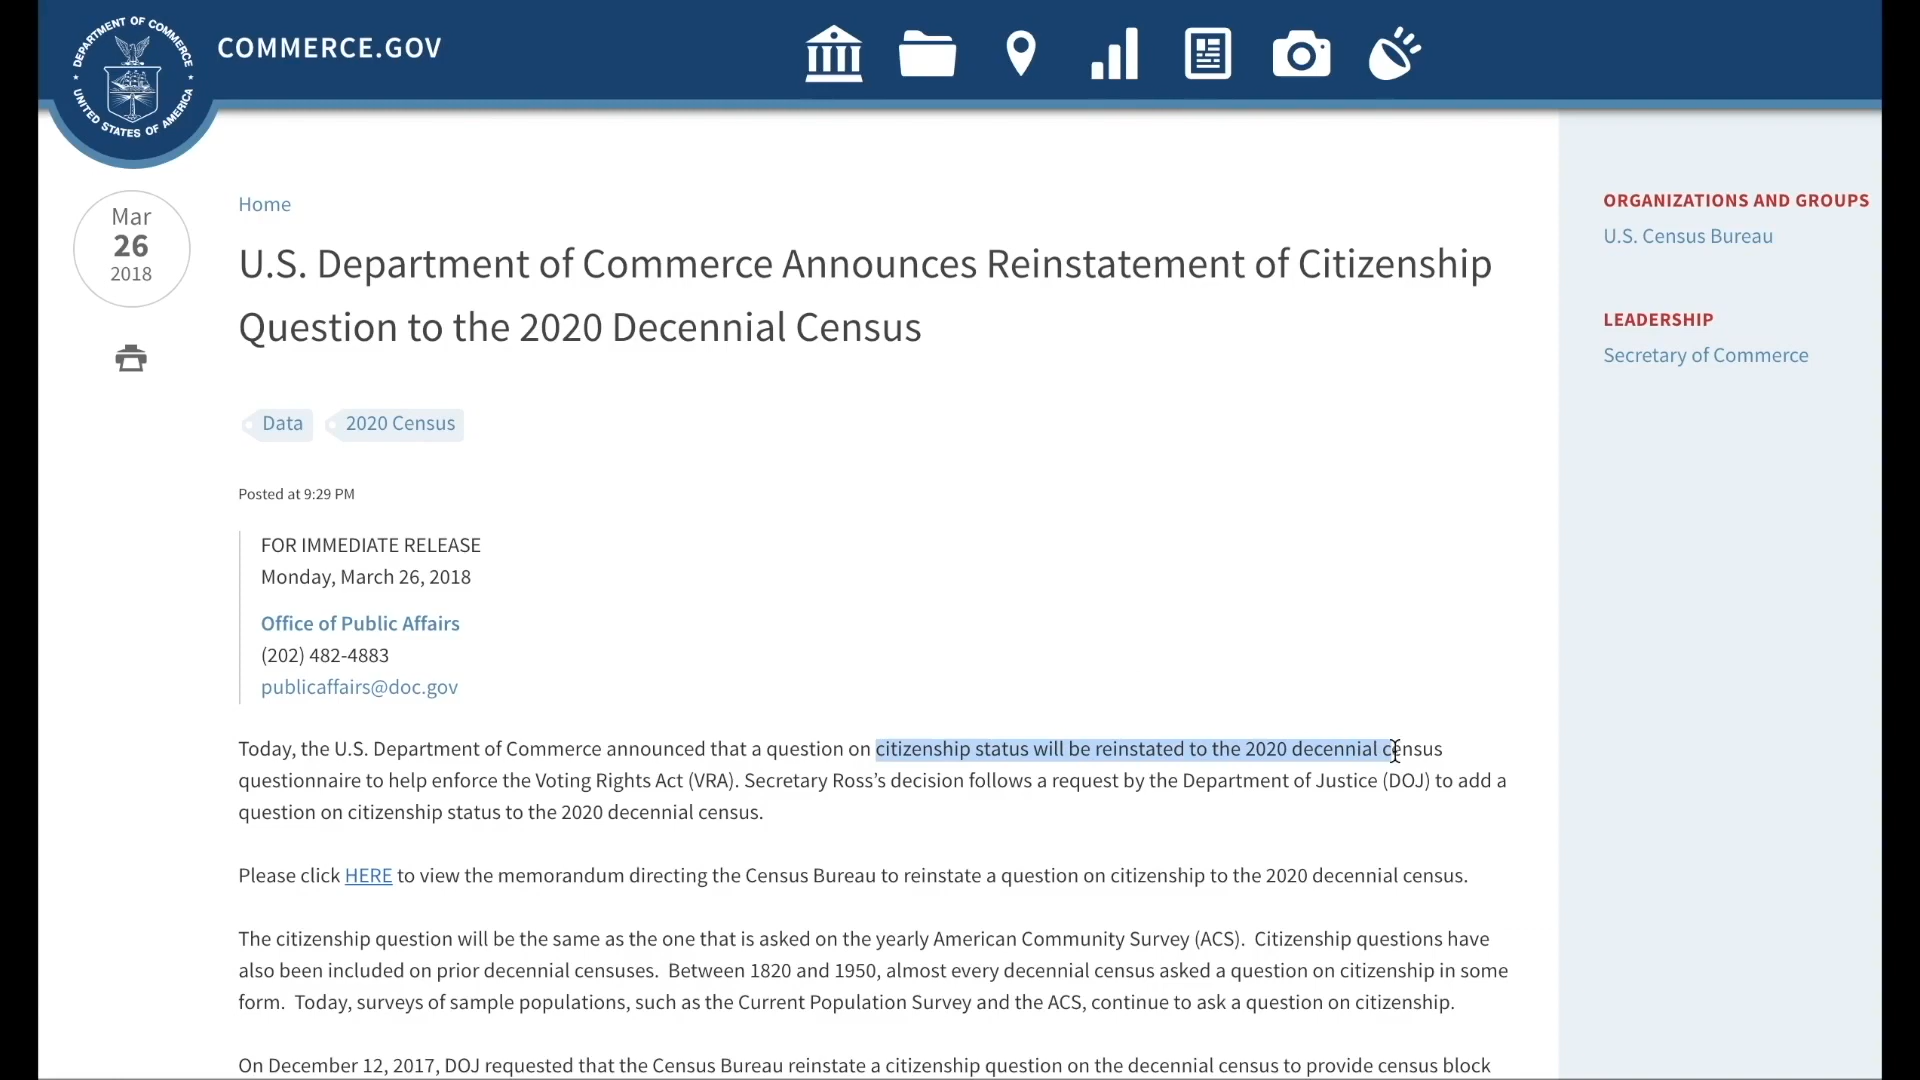 DEPARTMENT OF COMMERCE
UNITED STATES OF AMERICA
COMMERCE.GOV
Mar
26
2018
Home
U.S. Department of Commerce Announces Reinstatement of Citizenship
Question to the 2020 Decennial Census
Data
2020 Census
Posted at 9:29 PM
FOR IMMEDIATE RELEASE
Monday, March 26, 2018
Office of Public Affairs
(202) 482-4883
publicaffairs@doc.gov
Today, the U.S. Department of Commerce announced that a question on citizenship status will be reinstated to the 2020 decennial census
questionnaire to help enforce the Voting Rights Act (VRA). Secretary Ross’s decision follows a request by the Department of Justice (DOJ) to add a
question on citizenship status to the 2020 decennial census.
Please click HERE to view the memorandum directing the Census Bureau to reinstate a question on citizenship to the 2020 decennial census.
The citizenship question will be the same as the one that is asked on the yearly American Community Survey (ACS).  Citizenship questions have
also been included on prior decennial censuses.  Between 1820 and 1950, almost every decennial census asked a question on citizenship in some
form.  Today, surveys of sample populations, such as the Current Population Survey and the ACS, continue to ask a question on citizenship.
On December 12, 2017, DOJ requested that the Census Bureau reinstate a citizenship question on the decennial census to provide census block
ORGANIZATIONS AND GROUPS
U.S. Census Bureau
LEADERSHIP
Secretary of Commerce